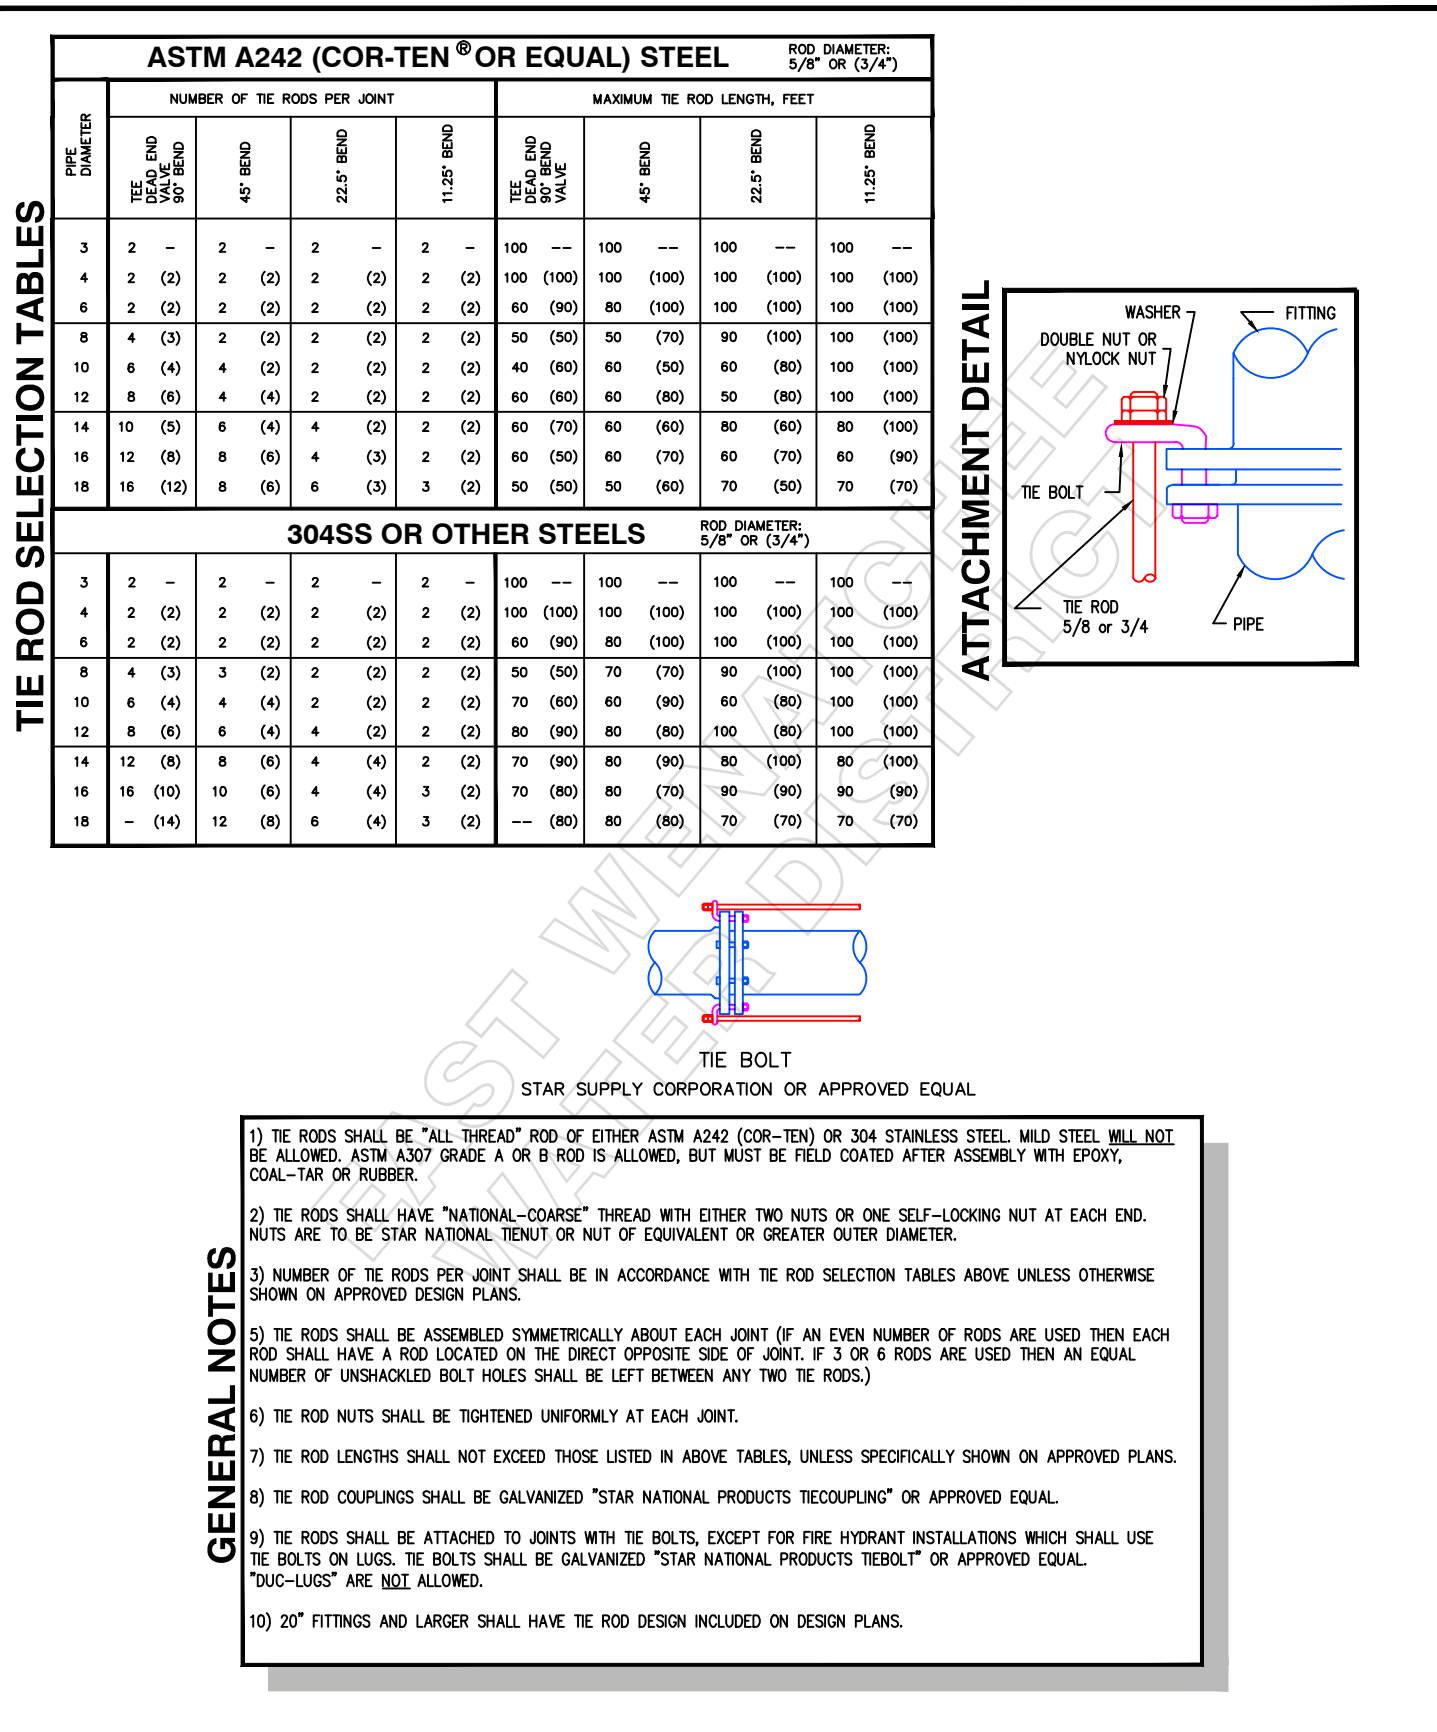 TIE ROD SELECTION TABLES
ASTM A242 (COR-TEN ® OR EQUAL) STEEL
ROD DIAMETER:
5/8" OR (3/4")
PIPE
DIAMETER
NUMBER OF TIE RODS PER JOINT
MAXIMUM TIE ROD LENGTH, FEET
TEE
DEAD END
VALVE
90° BEND
45° BEND
22.5° BEND
11.25° BEND
TEE
DEAD END
90° BEND
VALVE
45° BEND
22.5° BEND
11.25° BEND
3 2 – 2 – 2 – 2 – 100 –– 100 –– 100 –– 100 ––
4 2 (2) 2 (2) 2 (2) 2 (2) 100 (100) 100 (100) 100 (100) 100 (100)
6 2 (2) 2 (2) 2 (2) 2 (2) 60 (90) 80 (100) 100 (100) 100 (100)
8 4 (3) 2 (2) 2 (2) 2 (2) 50 (50) 50 (70) 90 (100) 100 (100)
10 6 (4) 4 (2) 2 (2) 2 (2) 40 (60) 60 (50) 60 (80) 100 (100)
12 8 (6) 4 (4) 2 (2) 2 (2) 60 (60) 60 (80) 50 (80) 100 (100)
14 10 (5) 6 (4) 4 (2) 2 (2) 60 (70) 60 (60) 80 (60) 80 (100)
16 12 (8) 8 (6) 4 (3) 2 (2) 60 (50) 60 (70) 60 (70) 60 (90)
18 16 (12) 8 (6) 6 (3) 3 (2) 50 (50) 50 (60) 70 (50) 70 (70)
304SS OR OTHER STEELS
ROD DIAMETER:
5/8" OR (3/4")
3 2 – 2 – 2 – 2 – 100 –– 100 –– 100 –– 100 ––
4 2 (2) 2 (2) 2 (2) 2 (2) 100 (100) 100 (100) 100 (100) 100 (100)
6 2 (2) 2 (2) 2 (2) 2 (2) 60 (90) 80 (100) 100 (100) 100 (100)
8 4 (3) 3 (2) 2 (2) 2 (2) 50 (50) 70 (70) 90 (100) 100 (100)
10 6 (4) 4 (4) 2 (2) 2 (2) 70 (60) 60 (90) 60 (80) 100 (100)
12 8 (6) 6 (4) 4 (2) 2 (2) 80 (90) 80 (80) 100 (80) 100 (100)
14 12 (8) 8 (6) 4 (4) 2 (2) 70 (90) 80 (90) 80 (100) 80 (100)
16 16 (10) 10 (6) 4 (4) 3 (2) 70 (80) 80 (70) 90 (90) 90 (90)
18 – (14) 12 (8) 6 (4) 3 (2) –– (80) 80 (80) 70 (70) 70 (70)
ATTACHMENT DETAIL
WASHER
FITTING
DOUBLE NUT OR
NYLOCK NUT
TIE BOLT
TIE ROD
5/8 or 3/4
PIPE
EAST WENATCHEE
WATER DISTRICT
TIE BOLT
STAR SUPPLY CORPORATION OR APPROVED EQUAL
GENERAL NOTES
1) TIE RODS SHALL BE "ALL THREAD" ROD OF EITHER ASTM A242 (COR–TEN) OR 304 STAINLESS STEEL. MILD STEEL WILL NOT
BE ALLOWED. ASTM A307 GRADE A OR B ROD IS ALLOWED, BUT MUST BE FIELD COATED AFTER ASSEMBLY WITH EPOXY,
COAL–TAR OR RUBBER.
2) TIE RODS SHALL HAVE "NATIONAL–COARSE" THREAD WITH EITHER TWO NUTS OR ONE SELF–LOCKING NUT AT EACH END.
NUTS ARE TO BE STAR NATIONAL TIENUT OR NUT OF EQUIVALENT OR GREATER OUTER DIAMETER.
3) NUMBER OF TIE RODS PER JOINT SHALL BE IN ACCORDANCE WITH TIE ROD SELECTION TABLES ABOVE UNLESS OTHERWISE
SHOWN ON APPROVED DESIGN PLANS.
5) TIE RODS SHALL BE ASSEMBLED SYMMETRICALLY ABOUT EACH JOINT (IF AN EVEN NUMBER OF RODS ARE USED THEN EACH
ROD SHALL HAVE A ROD LOCATED ON THE DIRECT OPPOSITE SIDE OF JOINT. IF 3 OR 6 RODS ARE USED THEN AN EQUAL
NUMBER OF UNSHACKLED BOLT HOLES SHALL BE LEFT BETWEEN ANY TWO TIE RODS.)
6) TIE ROD NUTS SHALL BE TIGHTENED UNIFORMLY AT EACH JOINT.
7) TIE ROD LENGTHS SHALL NOT EXCEED THOSE LISTED IN ABOVE TABLES, UNLESS SPECIFICALLY SHOWN ON APPROVED PLANS.
8) TIE ROD COUPLINGS SHALL BE GALVANIZED "STAR NATIONAL PRODUCTS TIECOUPLING" OR APPROVED EQUAL.
9) TIE RODS SHALL BE ATTACHED TO JOINTS WITH TIE BOLTS, EXCEPT FOR FIRE HYDRANT INSTALLATIONS WHICH SHALL USE
TIE BOLTS ON LUGS. TIE BOLTS SHALL BE GALVANIZED "STAR NATIONAL PRODUCTS TIEBOLT" OR APPROVED EQUAL.
"DUC–LUGS" ARE NOT ALLOWED.
10) 20" FITTINGS AND LARGER SHALL HAVE TIE ROD DESIGN INCLUDED ON DESIGN PLANS.